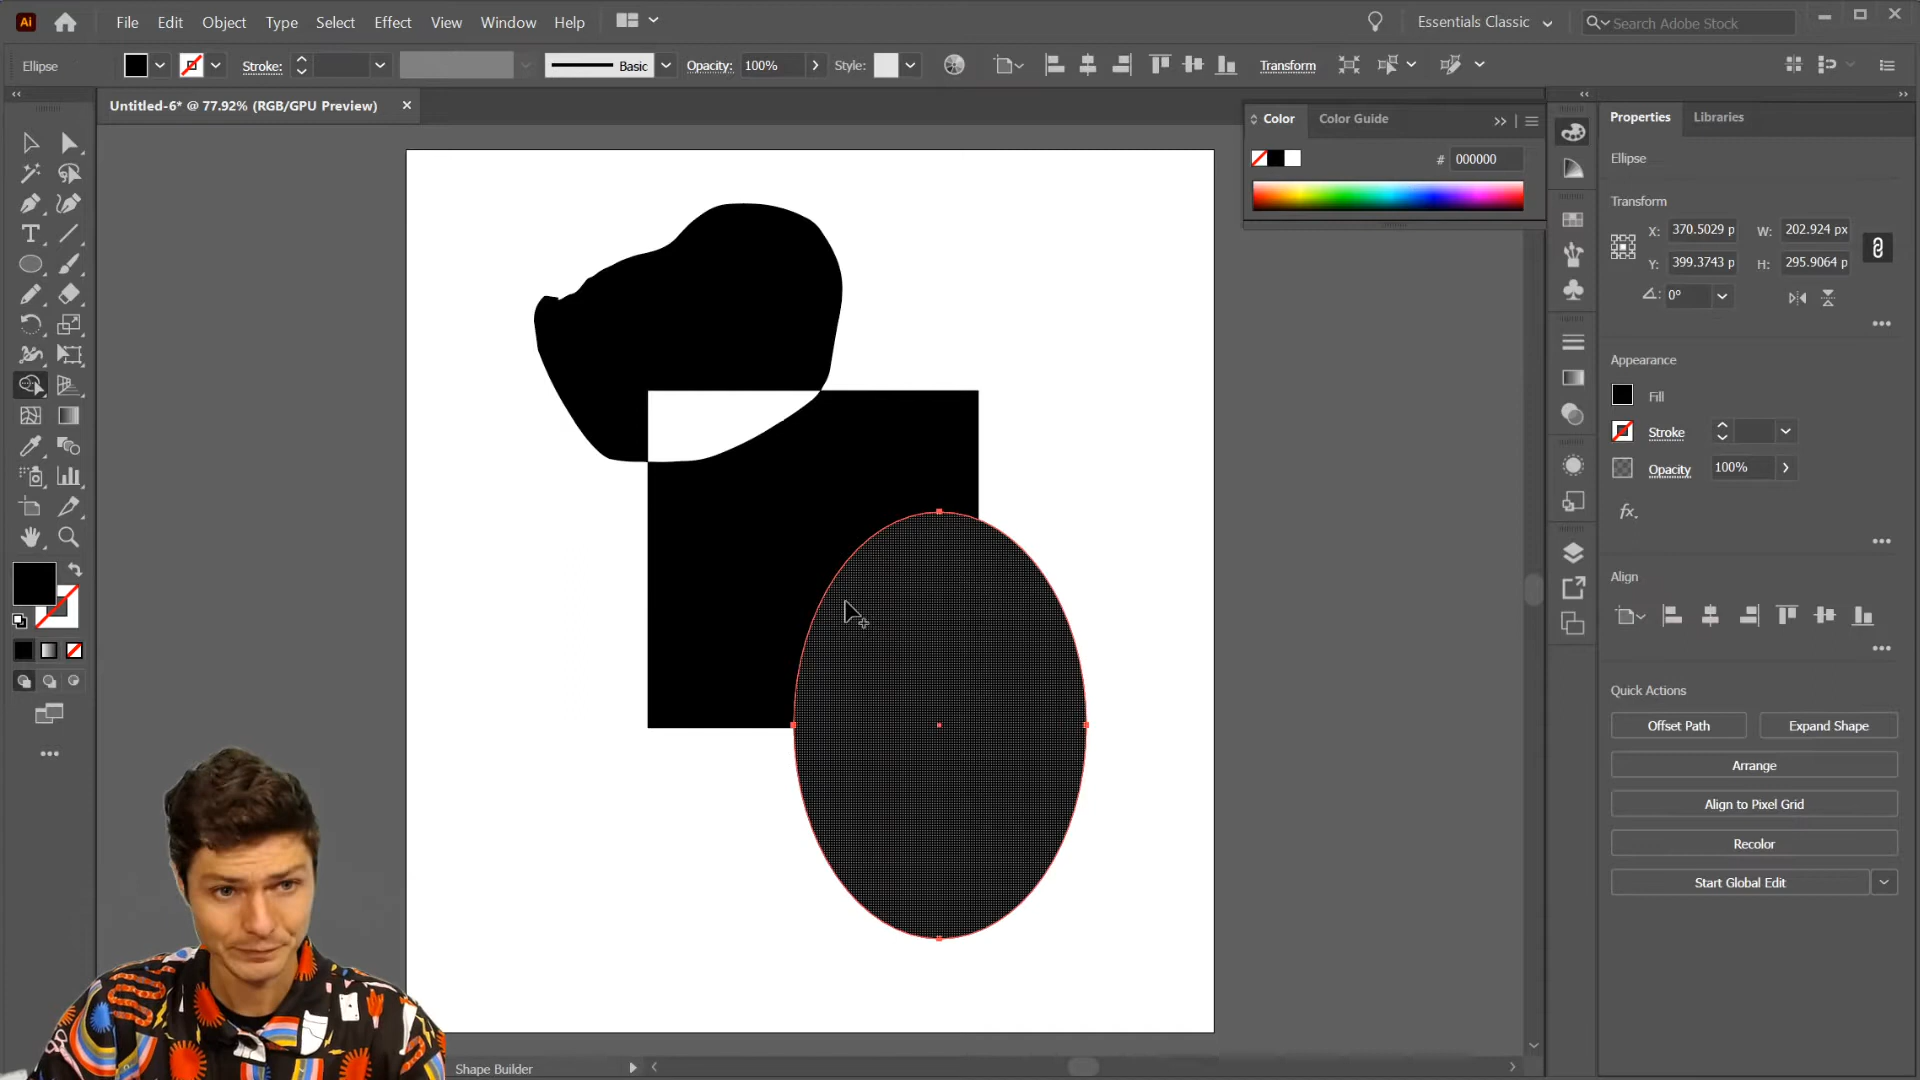 Ai File Edit Object Type Select Effect View Window Help Essentials Classic Search Adobe Stock
Ellipse Stroke: Basic Opacity: 100% Style: Transform
Untitled-6* @ 77.92% (RGB/GPU Preview)
Color Color Guide
# 000000
Properties Libraries
Ellipse
Transform
X: 370.5029 p W: 202.924 px
Y: 399.3743 p H: 295.9064 p
0°
Appearance
Fill
Stroke
Opacity 100%
fx
Align
Quick Actions
Offset Path Expand Shape
Arrange
Align to Pixel Grid
Recolor
Start Global Edit
Shape Builder